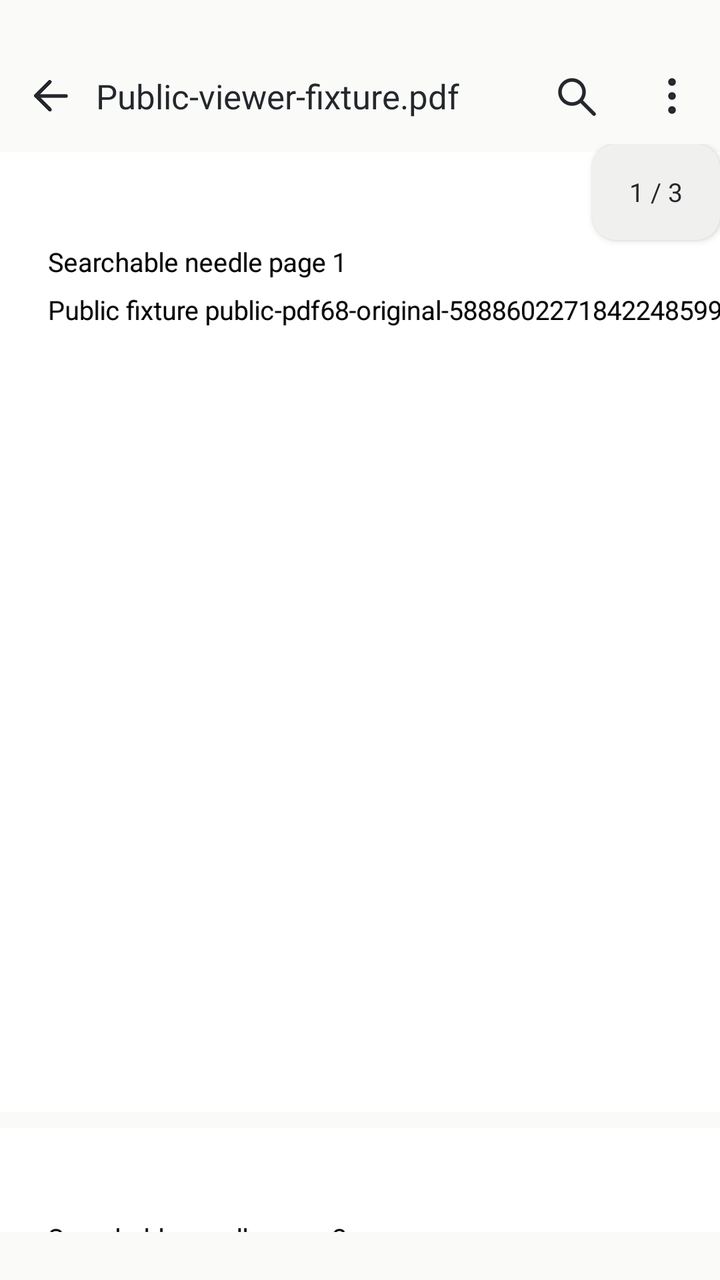 Public-viewer-fixture.pdf
1 / 3
Searchable needle page 1
Public fixture public-pdf68-original-5888602271842248599